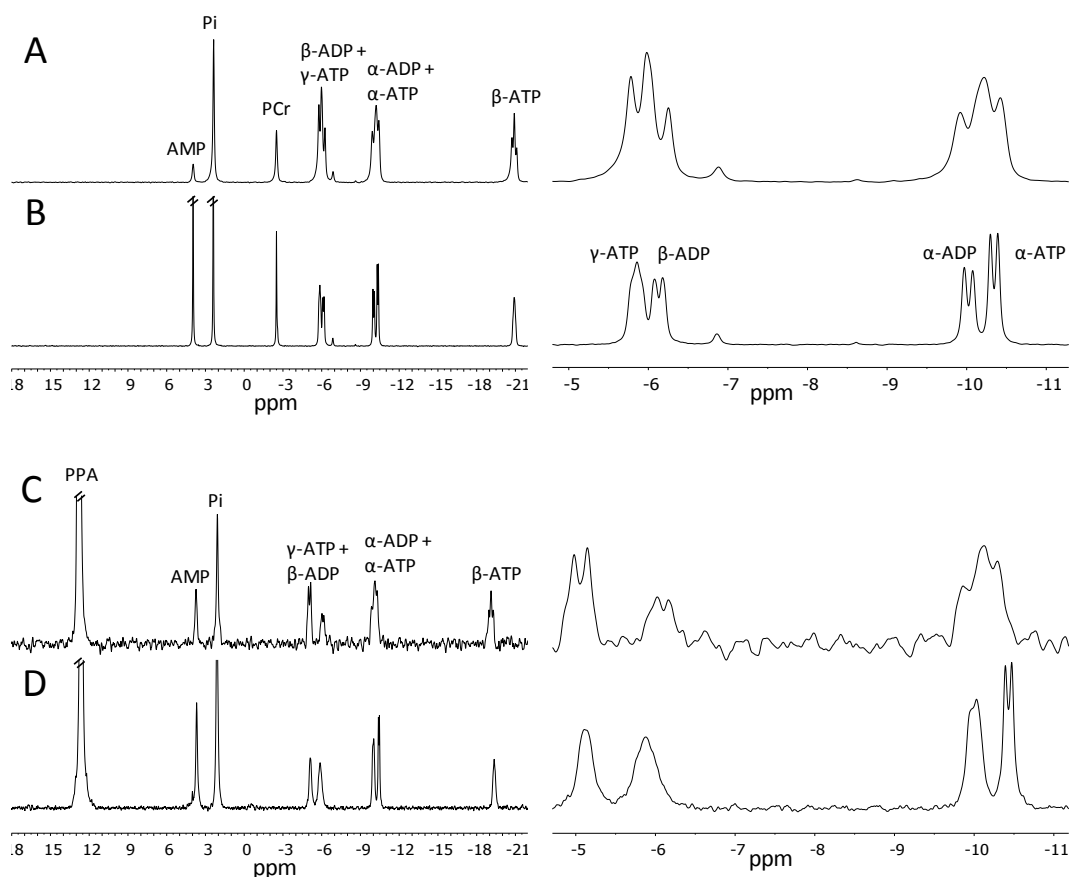 A
Pi
β-ADP +
γ-ATP
α-ADP +
α-ATP
β-ATP
PCr
AMP
B
γ-ATP
β-ADP
α-ADP
α-ATP
18 15 12 9 6 3 0 -3 -6 -9 -12 -15 -18 -21
ppm
-5 -6 -7 -8 -9 -10 -11
ppm
C
PPA
Pi
AMP
γ-ATP +
β-ADP
α-ADP +
α-ATP
β-ATP
D
18 15 12 9 6 3 0 -3 -6 -9 -12 -15 -18 -21
ppm
-5 -6 -7 -8 -9 -10 -11
ppm